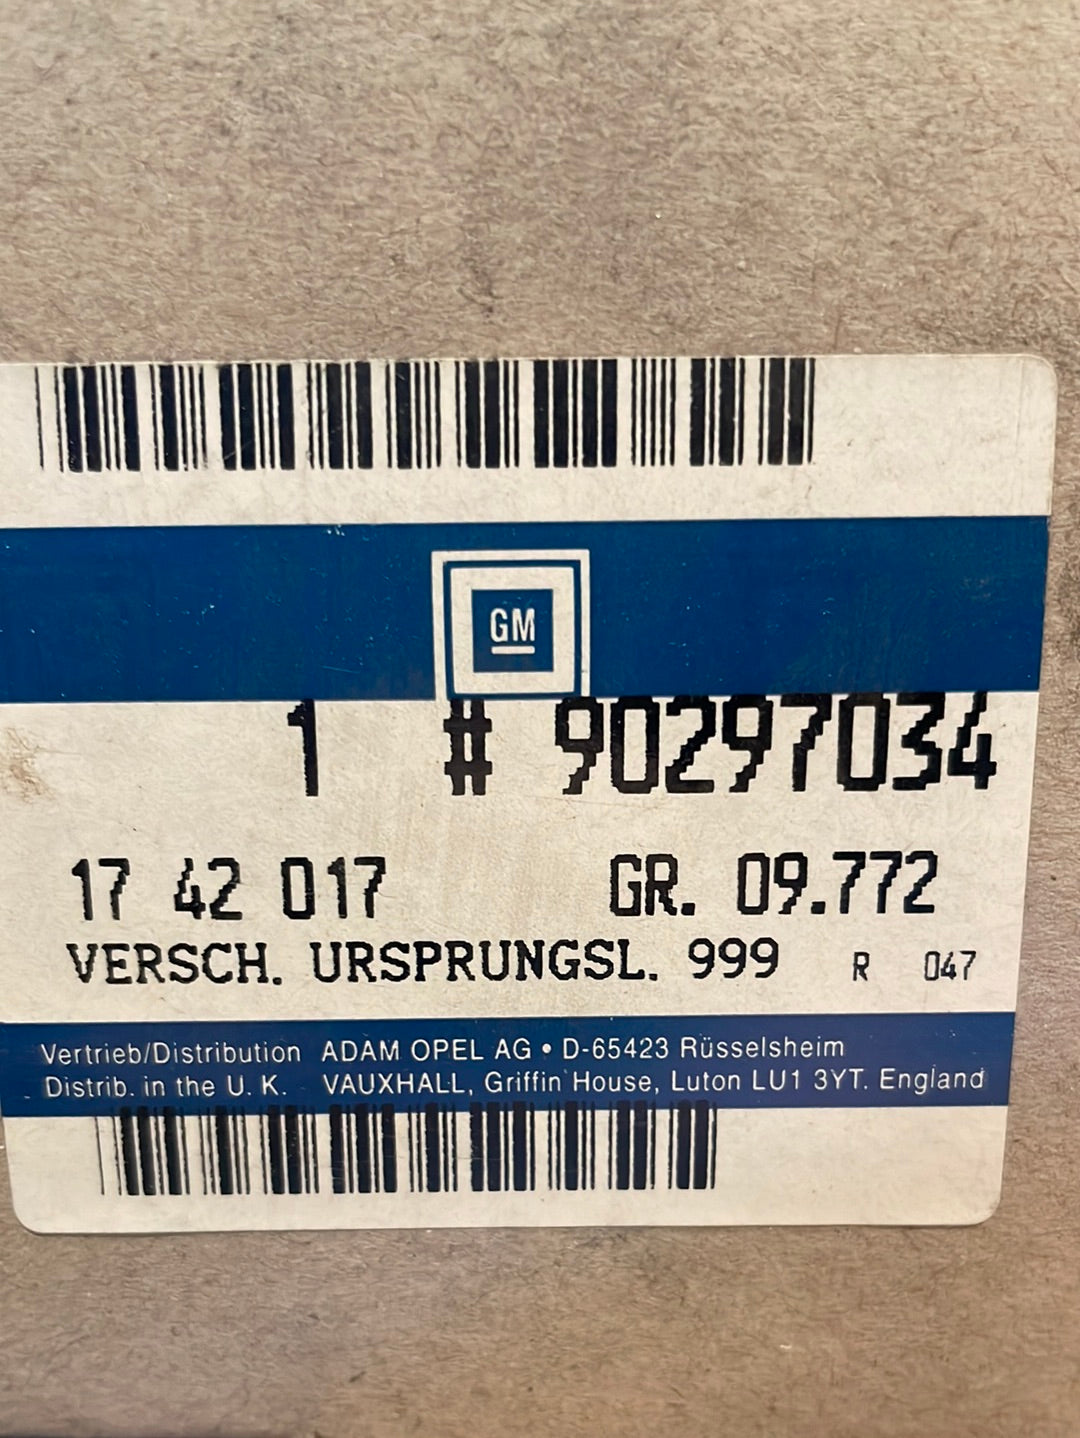 GM
1 # 90297034
17 42 017 GR. 09.772
VERSCH. URSPRUNGSL. 999 R 047
Vertrieb/Distribution ADAM OPEL AG • D-65423 Rüsselsheim
Distrib. in the U. K. VAUXHALL, Griffin House, Luton LU1 3YT. England